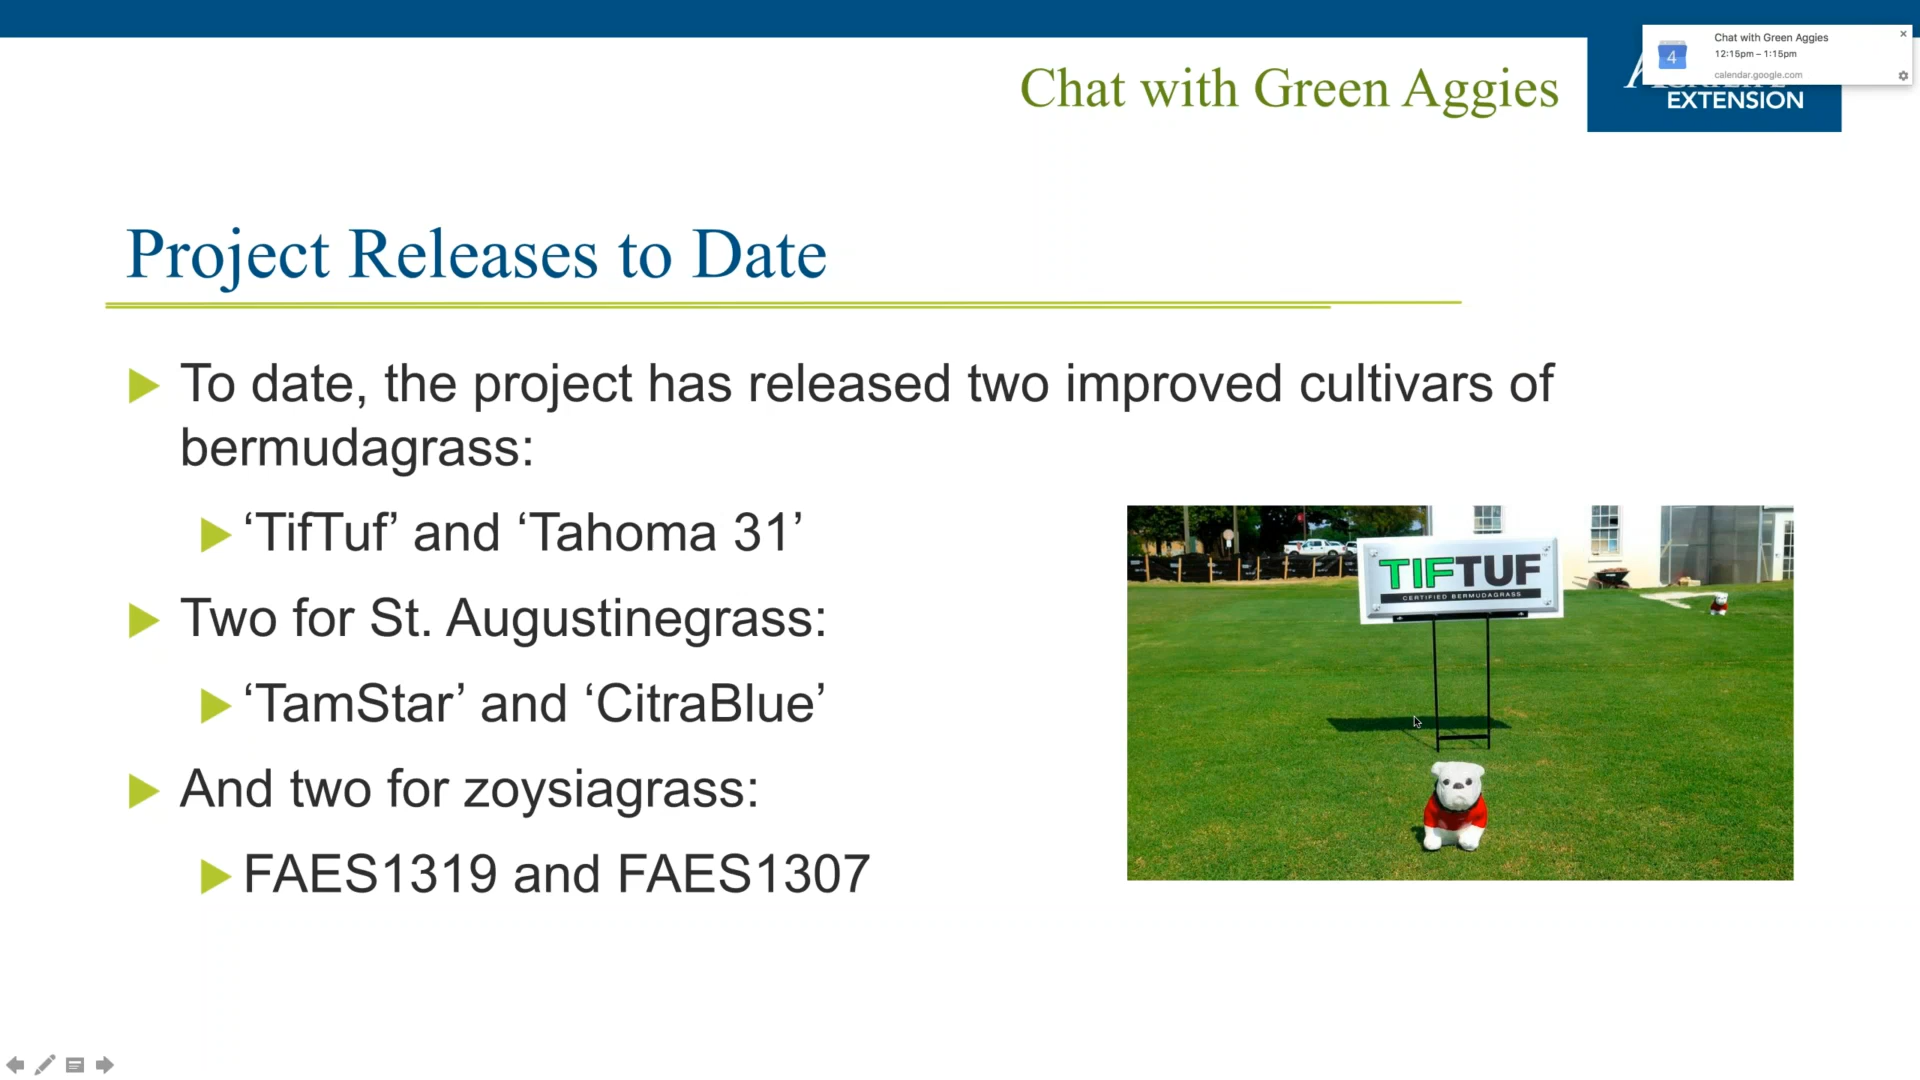 Chat with Green Aggies
12:15pm – 1:15pm
calendar.google.com
4
Chat with Green Aggies
EXTENSION
Project Releases to Date
To date, the project has released two improved cultivars of
bermudagrass:
‘TifTuf’ and ‘Tahoma 31’
Two for St. Augustinegrass:
‘TamStar’ and ‘CitraBlue’
And two for zoysiagrass:
FAES1319 and FAES1307
TIFTUF
CERTIFIED BERMUDAGRASS